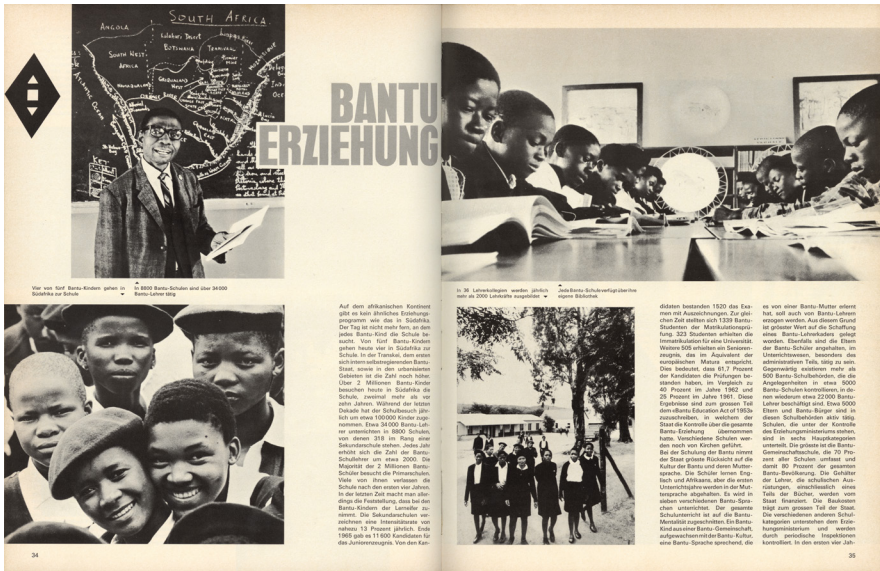 SOUTH AFRICA
ANGOLA
Kalahari Desert
BOTSWANA
SOUTH WEST
AFRICA
BANTU
ERZIEHUNG
Vier von fünf Bantu-Kindern gehen in
Südafrika zur Schule
In 8800 Bantu-Schulen sind über 34000
Bantu-Lehrer tätig
In 36 Lehrerkollegien werden jährlich
mehr als 2000 Lehrkräfte ausgebildet
Jede Bantu-Schule verfügt über ihre
eigene Bibliothek
Auf dem afrikanischen Kontinent
gibt es kein ähnliches Erziehungs-
programm wie das in Südafrika.
Der Tag ist nicht mehr fern, an dem
jedes Bantu-Kind die Schule be-
sucht. Von fünf Bantu-Kindern
gehen heute vier in Südafrika zur
Schule. In der Transkei, dem ersten
sich intern selbstregierenden Bantu-
Staat, sowie in den urbanisierten
Gebieten ist die Zahl noch höhe.
Über 2 Millionen Bantu-Kinder
besuchen heute in Südafrika die
Schule, zweimal mehr als vor
zehn Jahren. Während der letzten
Dekade hat der Schulbesuch jähr-
lich um etwa 100000 Kinder zuge-
nommen. Etwa 34000 Bantu-Leh-
rer unterrichten in 8800 Schulen,
von denen 318 im Rang einer
Sekundarschule stehen. Jedes Jahr
erhöht sich die Zahl der Bantu-
Schullehrer um etwa 2000. Die
Majorität der 2 Millionen Bantu-
Schüler besucht die Primarschulen.
Viele von ihnen verlassen die
Schule nach den ersten vier Jahren.
In der letzten Zeit macht man aller-
dings die Feststellung, dass bei den
Bantu-Kindern der Lerneifer zu-
nimmt. Die Sekundarschulen ver-
zeichnen eine Intensitätsrate von
nahezu 13 Prozent jährlich. Ende
1965 gab es 11600 Kandidaten für
das Juniorenzeugnis. Von den Kan-
didaten bestanden 1520 das Exa-
men mit Auszeichnungen. Zur glei-
chen Zeit stellten sich 1339 Bantu-
Studenten der Matrikulationsprü-
fung. 323 Studenten erhielten die
Immatrikulation für eine Universität.
Weitere 505 erhielten ein Senioren-
zeugnis, das im Äquivalent der
europäischen Matura entspricht.
Dies bedeutet, dass 61,7 Prozent
der Kandidaten die Prüfungen be-
standen haben, im Vergleich zu
40 Prozent im Jahre 1962 und
25 Prozent im Jahre 1961. Diese
Ergebnisse sind zum grossen Teil
dem «Bantu Education Act of 1953»
zuzuschreiben, in welchem der
Staat die Kontrolle über die gesamte
Bantu-Erziehung übernommen
hatte. Verschiedene Schulen wer-
den noch von Kirchen geführt.
Bei der Schulung der Bantu nimmt
der Staat grösste Rücksicht auf die
Kultur der Bantu und deren Mutter-
sprache. Die Schüler lernen Eng-
lisch und Afrikaans, aber die ersten
Unterrichtsjahre werden in der Mut-
tersprache abgehalten. Es wird in
sieben verschiedenen Bantu-Spra-
chen unterrichtet. Der gesamte
Schulunterricht ist auf die Bantu-
Mentalität zugeschnitten. Ein Bantu-
Kind aus einer Bantu-Gemeinschaft,
aufgewachsen mit der Bantu-Kultur,
eine Bantu-Sprache sprechend, die
es von einer Bantu-Mutter erlernt
hat, soll auch von Bantu-Lehrern
erzogen werden. Aus diesem Grund
ist grösster Wert auf die Schaffung
eines Bantu-Lehrerkaders gelegt
worden. Ebenfalls sind die Eltern
der Bantu-Schüler angehalten, im
Unterrichtswesen, besonders des
administrativen Teils, tätig zu sein.
Gegenwärtig existieren mehr als
500 Bantu-Schulbehörden, die die
Angelegenheiten in etwa 5000
Bantu-Schulen kontrollieren, in de-
nen wiederum etwa 22000 Bantu-
Lehrer beschäftigt sind. Etwa 5000
Eltern und Bantu-Bürger sind in
diesen Schulbehörden aktiv tätig.
Schulen, die unter der Kontrolle
des Erziehungsministeriums stehen,
sind in sechs Hauptkategorien
unterteilt. Die grösste ist die Bantu-
Gemeinschaftsschule, die 70 Pro-
zent aller Schulen umfasst und
damit 80 Prozent der gesamten
Bantu-Bevölkerung. Die Gehälter
der Lehrer, die schulischen Aus-
rüstungen, einschliesslich eines
Teils der Bücher, werden vom
Staat finanziert. Die Baukosten
trägt zum grossen Teil der Staat.
Die verschiedenen anderen Schul-
kategorien unterstehen dem Erzie-
hungsministerium und werden
durch periodische Inspektionen
kontrolliert. In den ersten vier Jah-
34
35